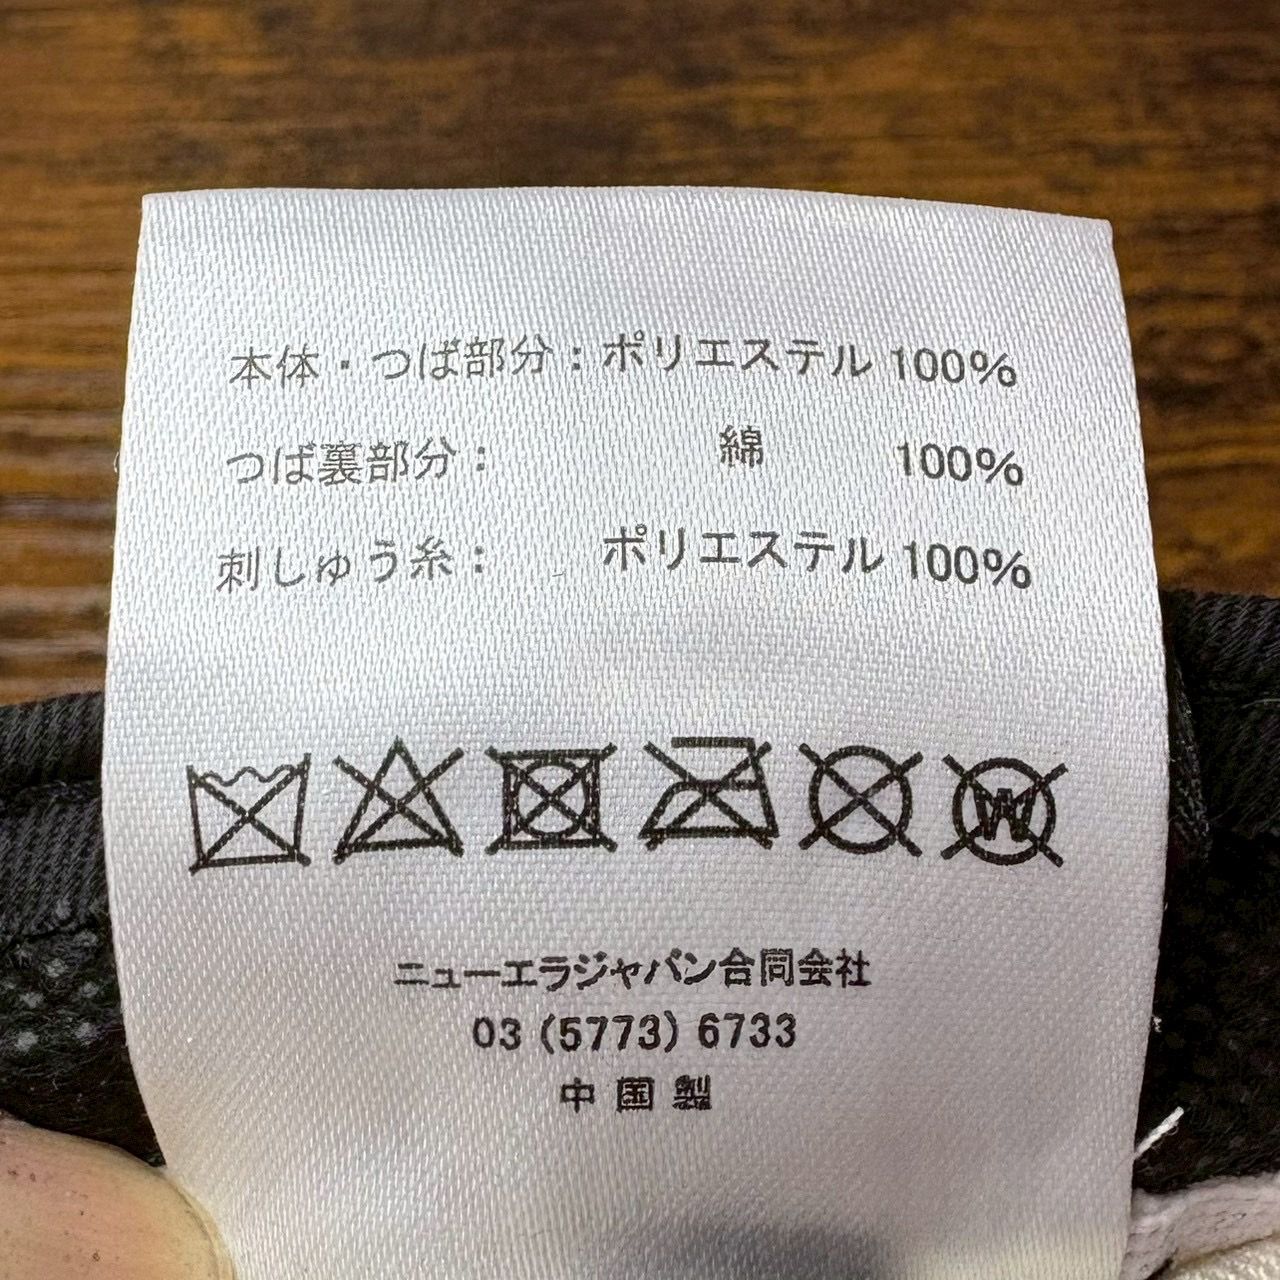 本体・つば部分：ポリエステル 100%
つば裏部分： 綿 100%
刺しゅう糸： ポリエステル 100%
W
ニューエラジャパン合同会社
03 (5773) 6733
中国製